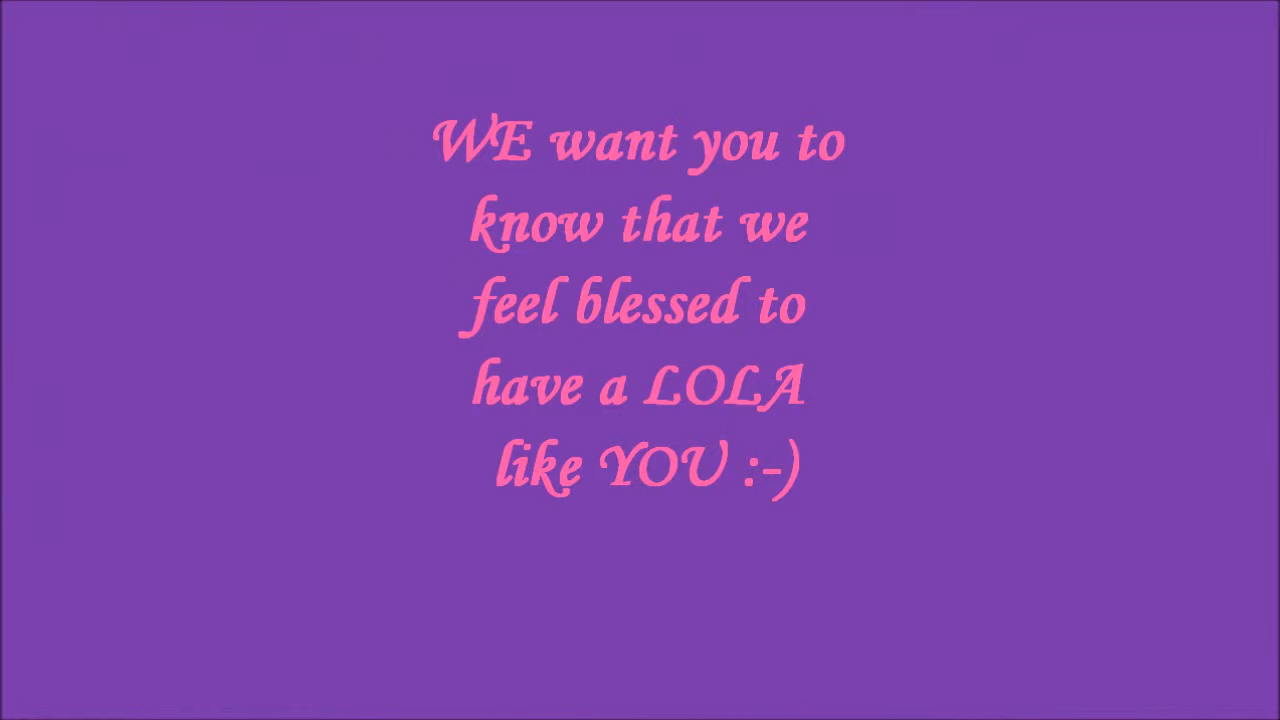 WE want you to
know that we
feel blessed to
have a LOLA
like YOU :-)